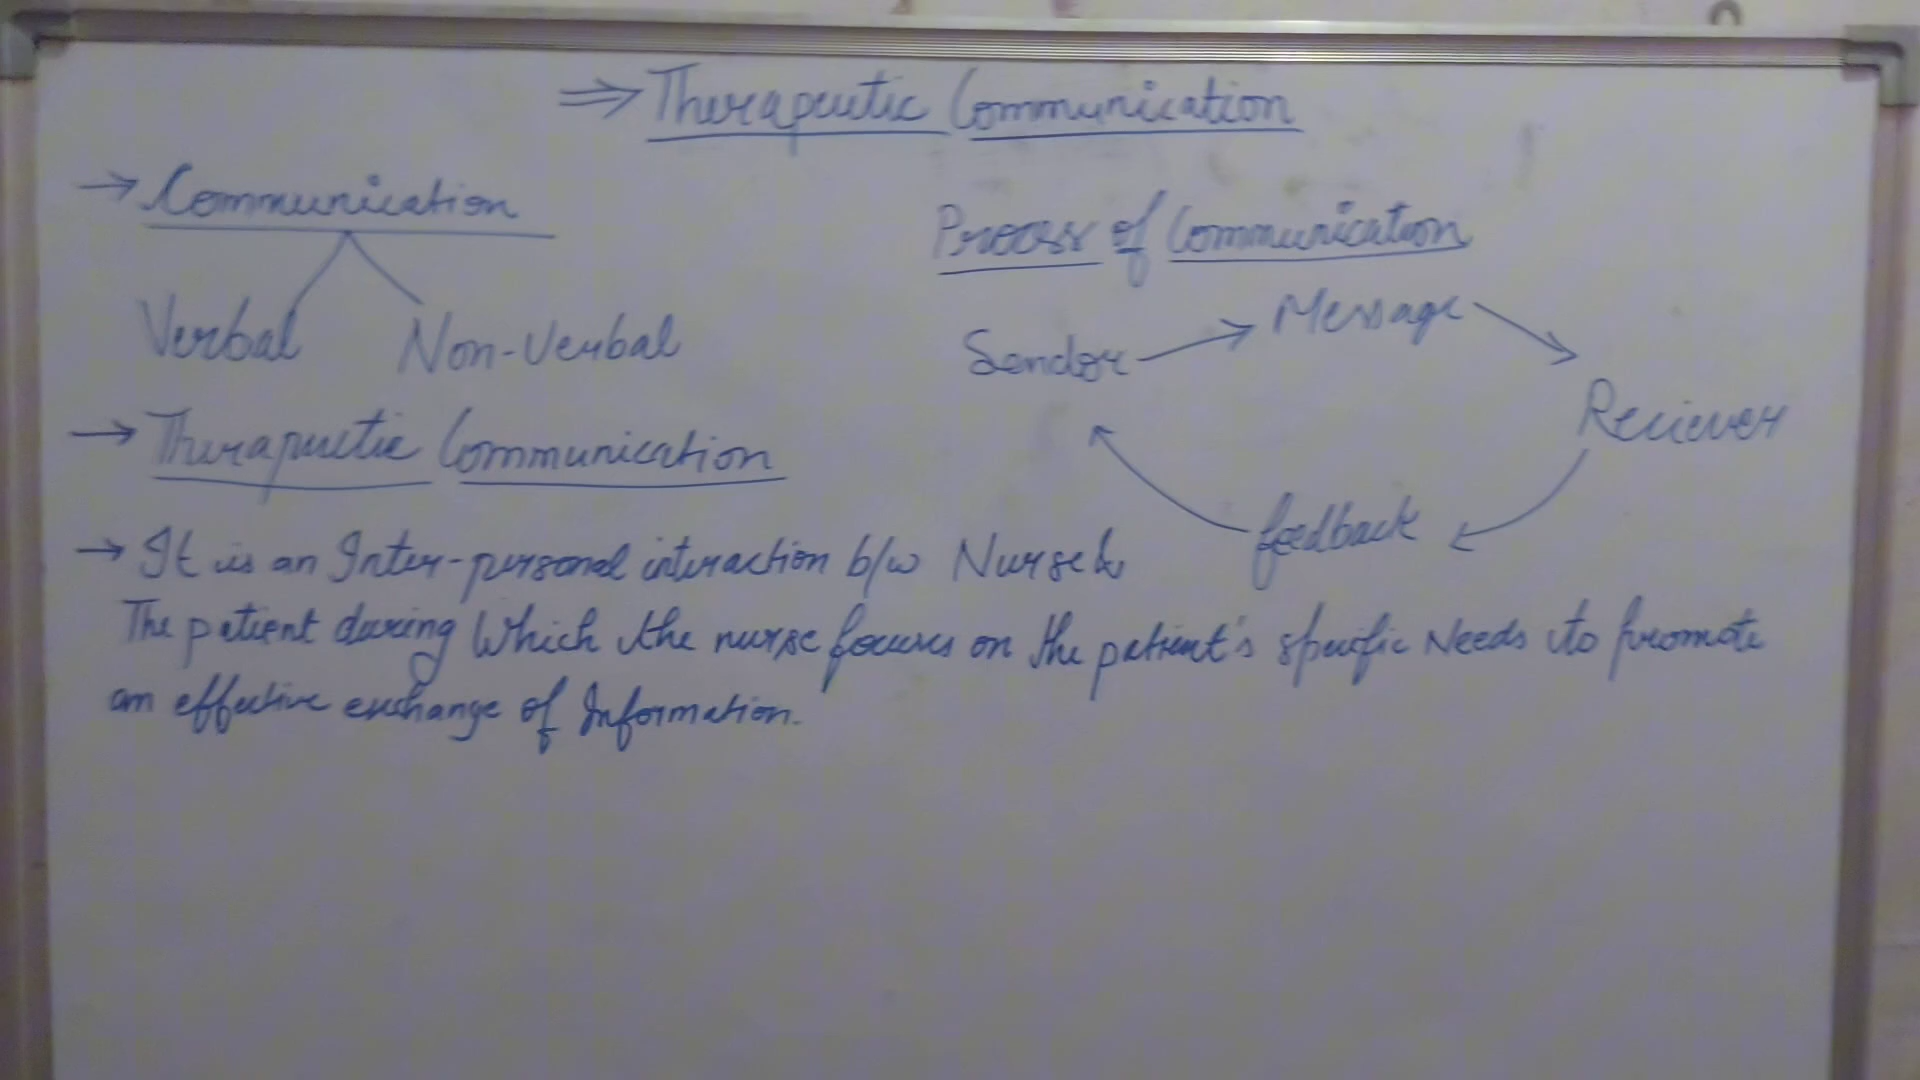 ⇒ Therapeutic Communication
→ Communication
Verbal Non-Verbal
Process of Communication
Sendor → Message
Reciever
feedback
→ Therapeutic Communication
→ It is an Inter-personal interaction b/w Nurse &
The patient during Which the nurse focuses on the patient's specific Needs to promote
an effective exchange of Information.